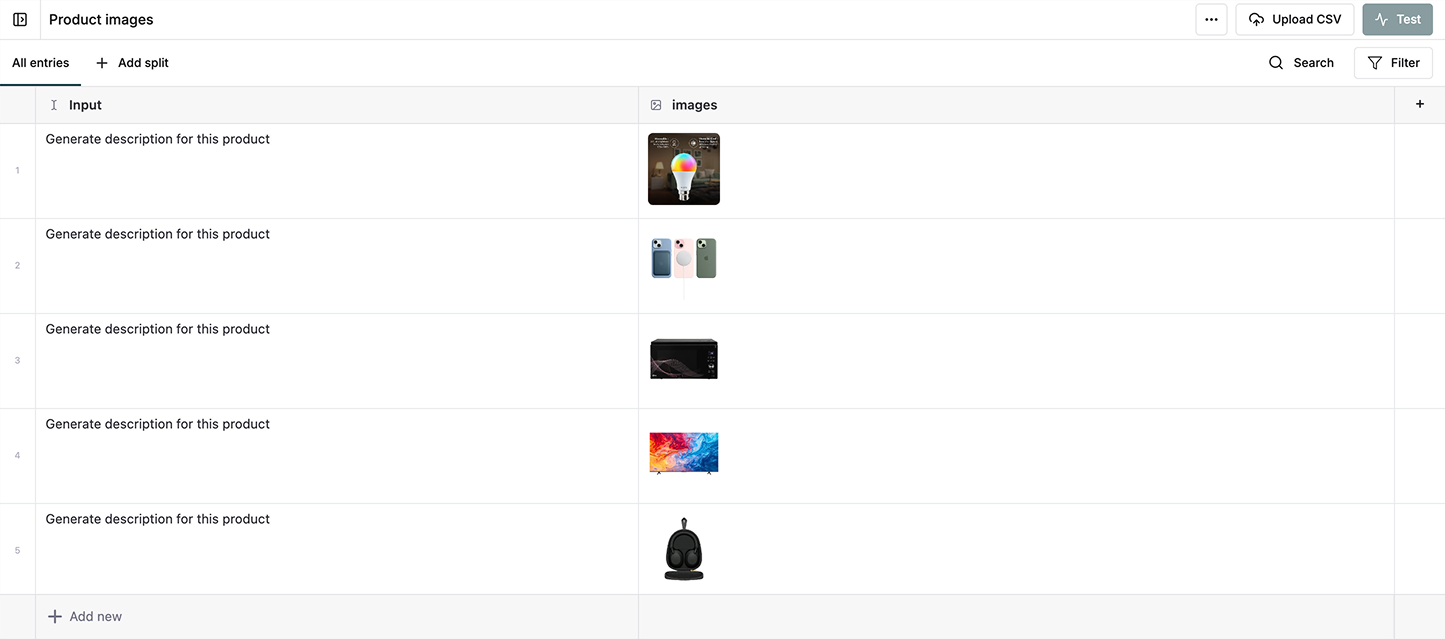 Product images
... Upload CSV Test
All entries + Add split Search Filter
Input images +
Generate description for this product
1
Generate description for this product
2
Generate description for this product
3
Generate description for this product
4
Generate description for this product
5
+ Add new